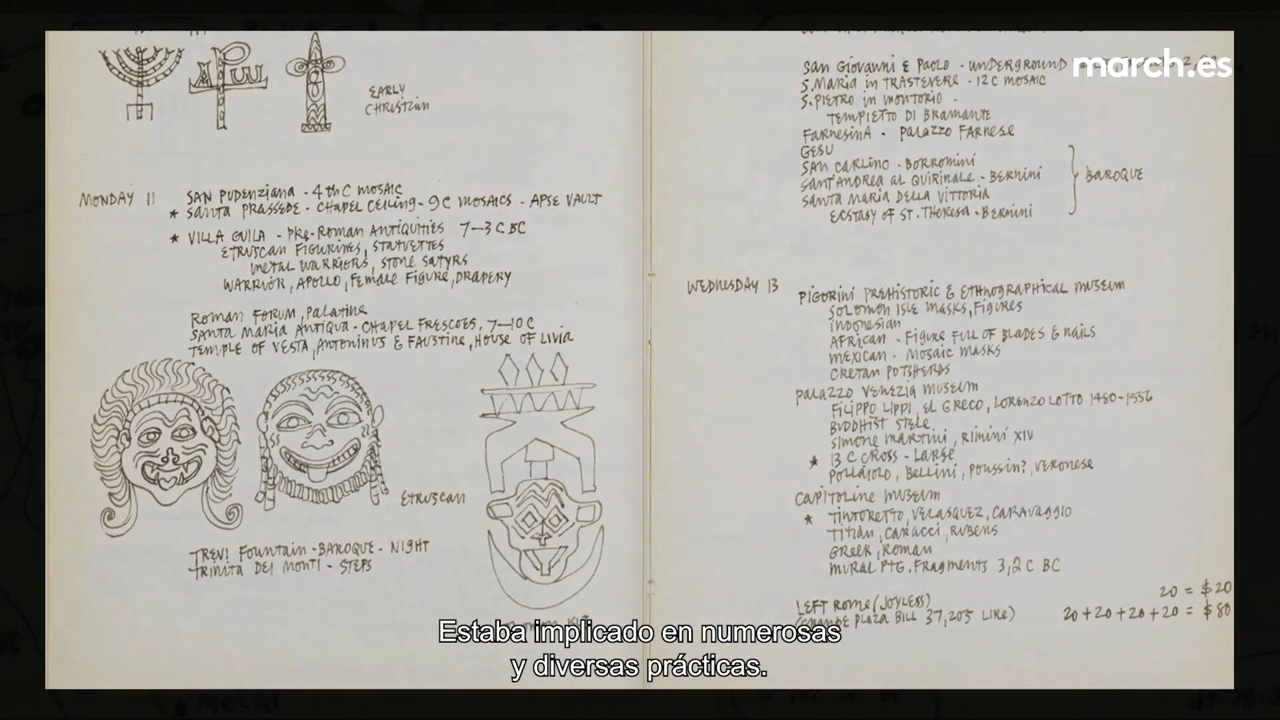 march.es
EARLY
CHRISTIAN
MONDAY 11
SAN PUDENZIANA - 4thC MOSAIC
* SANTA PRASSEDE - CHAPEL CEILING - 9C MOSAICS - APSE VAULT
* VILLA GUILA - PRE-ROMAN ANTIQUITIES 7-3 C BC
ETRUSCAN FIGURINES, STATUETTES
METAL WARRIORS, STONE SATYRS
WARRIOR, APOLLO, FEMALE FIGURE, DRAPERY
ROMAN FORUM, PALATINE
SANTA MARIA ANTIQUA - CHAPEL FRESCOES, 7-10C
TEMPLE OF VESTA, ANTONINUS & FAUSTINE, HOUSE OF LIVIA
ETRUSCAN
TREVI FOUNTAIN - BAROQUE - NIGHT
TRINITA DEI MONTI - STEPS
SAN GIOVANNI E PAOLO - UNDERGROUND
S. MARIA in TRASTEVERE - 12C MOSAIC
S. PIETRO in MONTORIO -
TEMPIETTO DI BRAMANTE
FARNESINA - PALAZZO FARNESE
GESU
SAN CARLINO - BORROMINI
SANT'ANDREA AL QUIRINALE - BERNINI
BAROQUE
SANTA MARIA DELLA VITTORIA
ECSTASY OF ST. THERESA - BERNINI
WEDNESDAY 13
PIGORINI PREHISTORIC & ETHNOGRAPHICAL MUSEUM
SOLOMON ISLE MASKS, FIGURES
INDONESIAN
AFRICAN - FIGURE FULL OF BLADES & NAILS
MEXICAN - MOSAIC MASKS
CRETAN POTSHERDS
PALAZZO VENEZIA MUSEUM
FILIPPO LIPPI, EL GRECO, LORENZO LOTTO 1480-1556
BUDDHIST STELE
SIMONE MARTINI, RIMINI XIV
* 13 C CROSS - LARGE
POLLAIOLO, BELLINI, POUSSIN?, VERONESE
CAPITOLINE MUSEUM
* TINTORETTO, VELASQUEZ, CARAVAGGIO
TITIAN, CARACCI, RUBENS
GREEK, ROMAN
MURAL PTG. FRAGMENTS 3,2 C BC
20 = $20
LEFT ROME (JOYLESS)
PLAZA BILL 37,205 LIRE) 20+20+20+20 = $80
Estaba implicado en numerosas
y diversas prácticas.